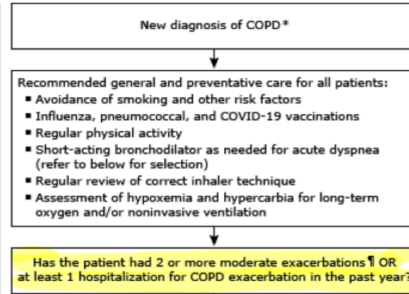 New diagnosis of COPD*
Recommended general and preventative care for all patients:
▪ Avoidance of smoking and other risk factors
▪ Influenza, pneumococcal, and COVID-19 vaccinations
▪ Regular physical activity
▪ Short-acting bronchodilator as needed for acute dyspnea
(refer to below for selection)
▪ Regular review of correct inhaler technique
▪ Assessment of hypoxemia and hypercarbia for long-term
oxygen and/or noninvasive ventilation
Has the patient had 2 or more moderate exacerbations¶ OR
at least 1 hospitalization for COPD exacerbation in the past year?